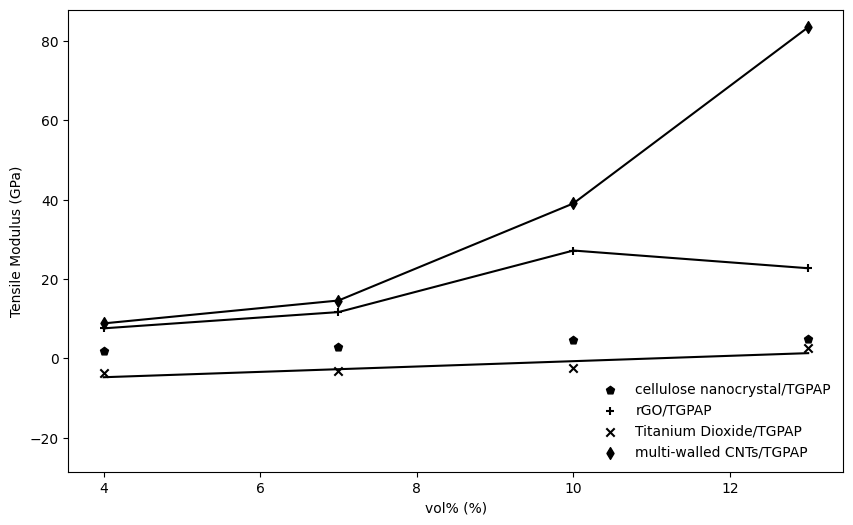 80
60
40
20
0
−20
Tensile Modulus (GPa)
4
6
8
10
12
vol% (%)
cellulose nanocrystal/TGPAP
rGO/TGPAP
Titanium Dioxide/TGPAP
multi-walled CNTs/TGPAP